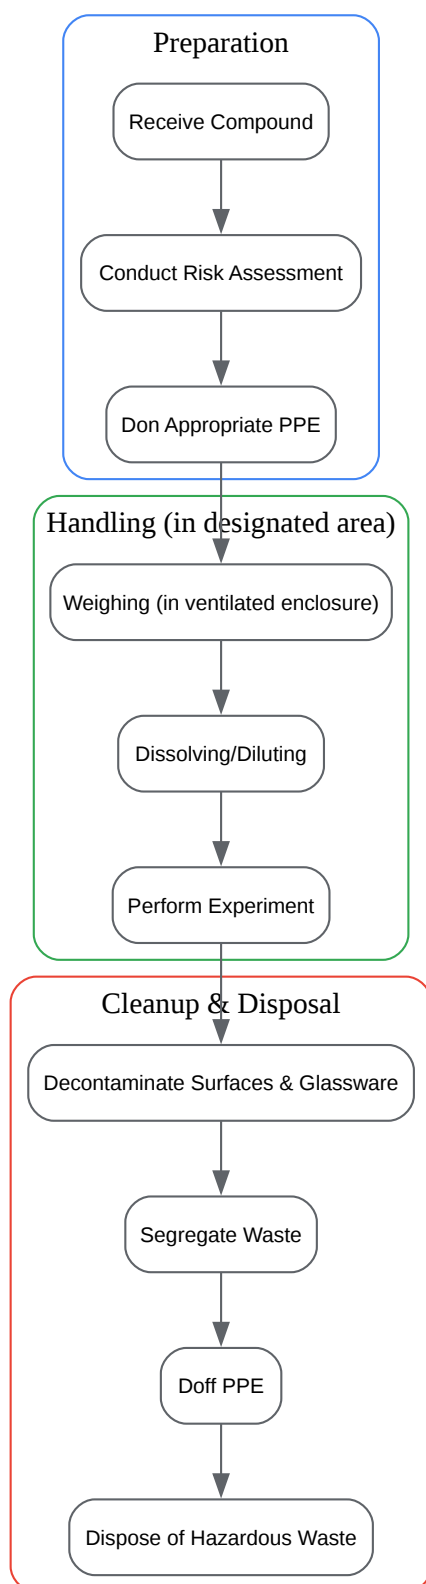 Preparation
Receive Compound
Conduct Risk Assessment
Don Appropriate PPE
Handling (in designated area)
Weighing (in ventilated enclosure)
Dissolving/Diluting
Perform Experiment
Cleanup & Disposal
Decontaminate Surfaces & Glassware
Segregate Waste
Doff PPE
Dispose of Hazardous Waste